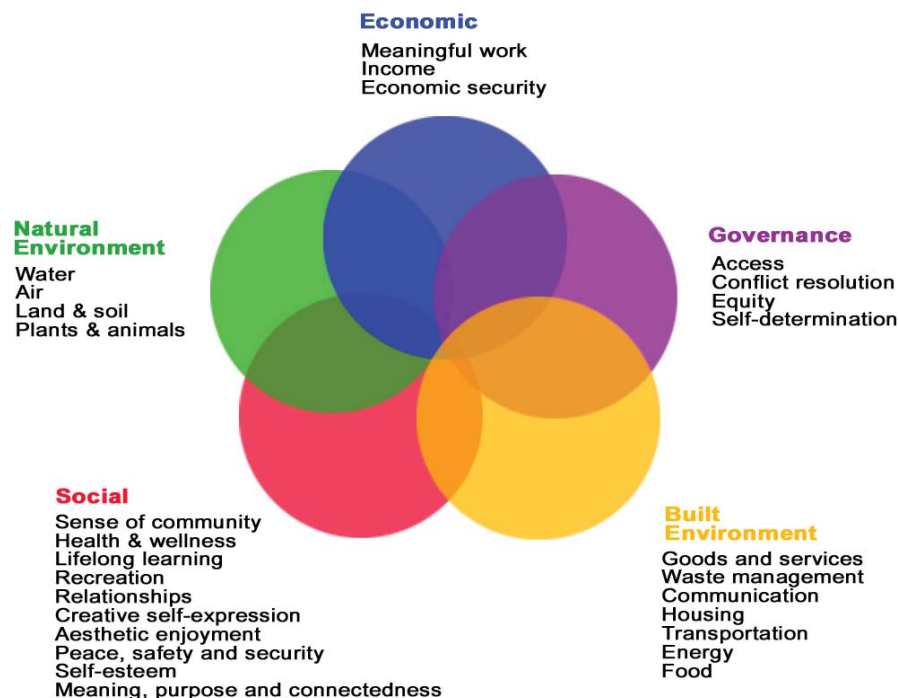 Economic
Meaningful work
Income
Economic security
Natural
Environment
Water
Air
Land & soil
Plants & animals
Governance
Access
Conflict resolution
Equity
Self-determination
Social
Sense of community
Health & wellness
Lifelong learning
Recreation
Relationships
Creative self-expression
Aesthetic enjoyment
Peace, safety and security
Self-esteem
Meaning, purpose and connectedness
Built
Environment
Goods and services
Waste management
Communication
Housing
Transportation
Energy
Food